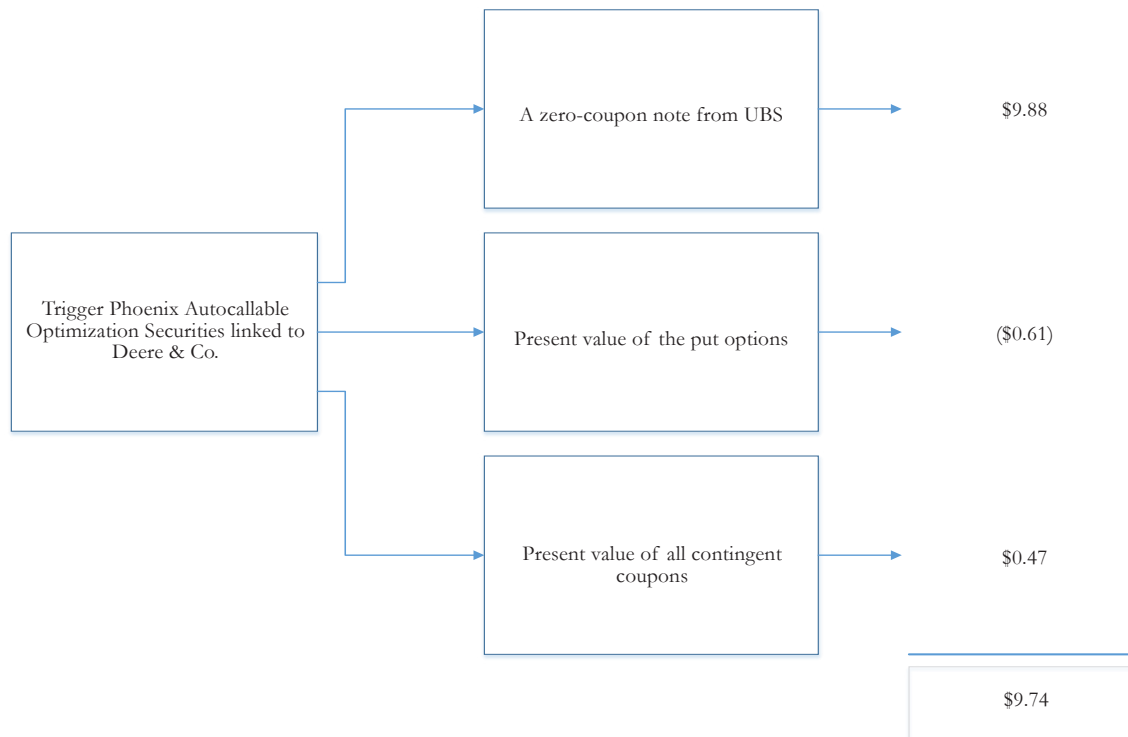 A zero-coupon note from UBS
$9.88
Trigger Phoenix Autocallable
Optimization Securities linked to
Deere & Co.
Present value of the put options
($0.61)
Present value of all contingent
coupons
$0.47
$9.74